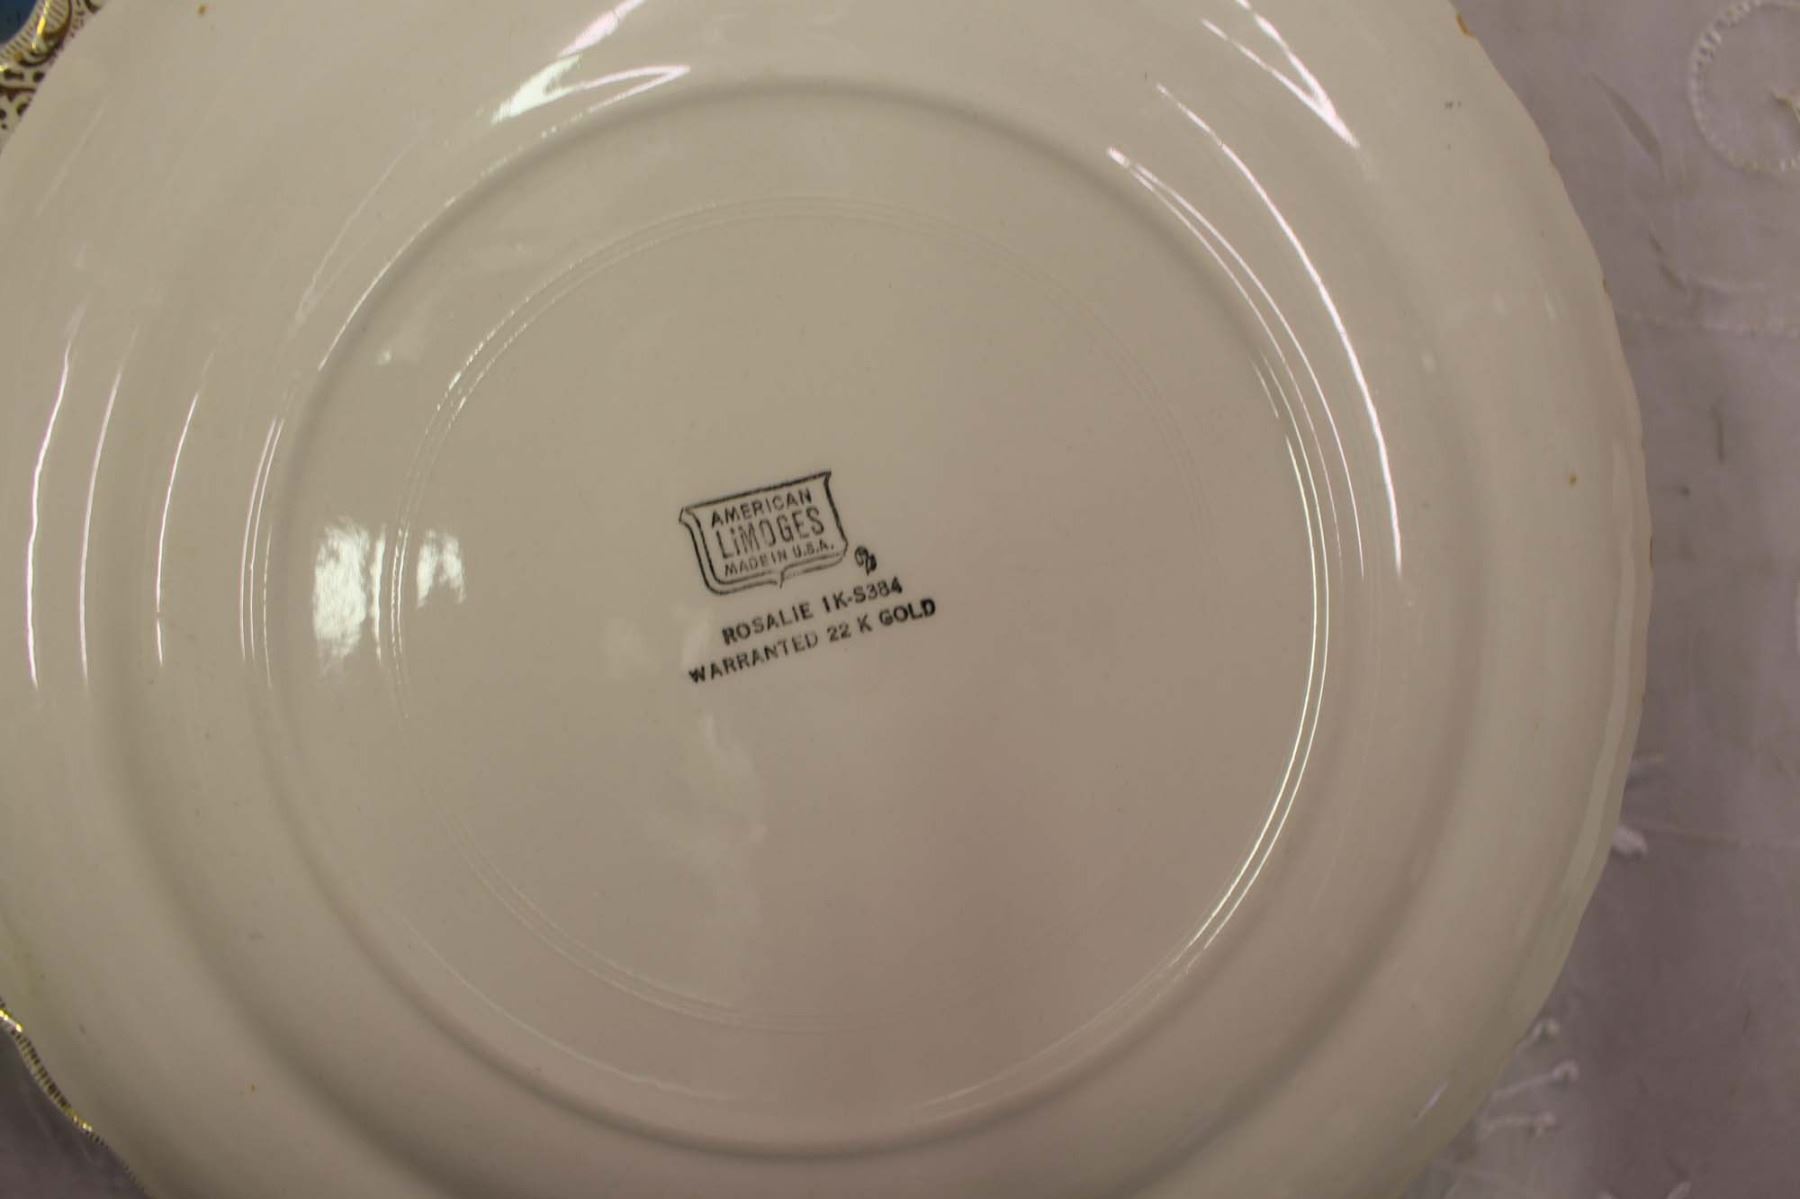 AMERICAN
LIMOGES
MADE IN U.S.A.
ROSALIE 1K-S384
WARRANTED 22 K GOLD